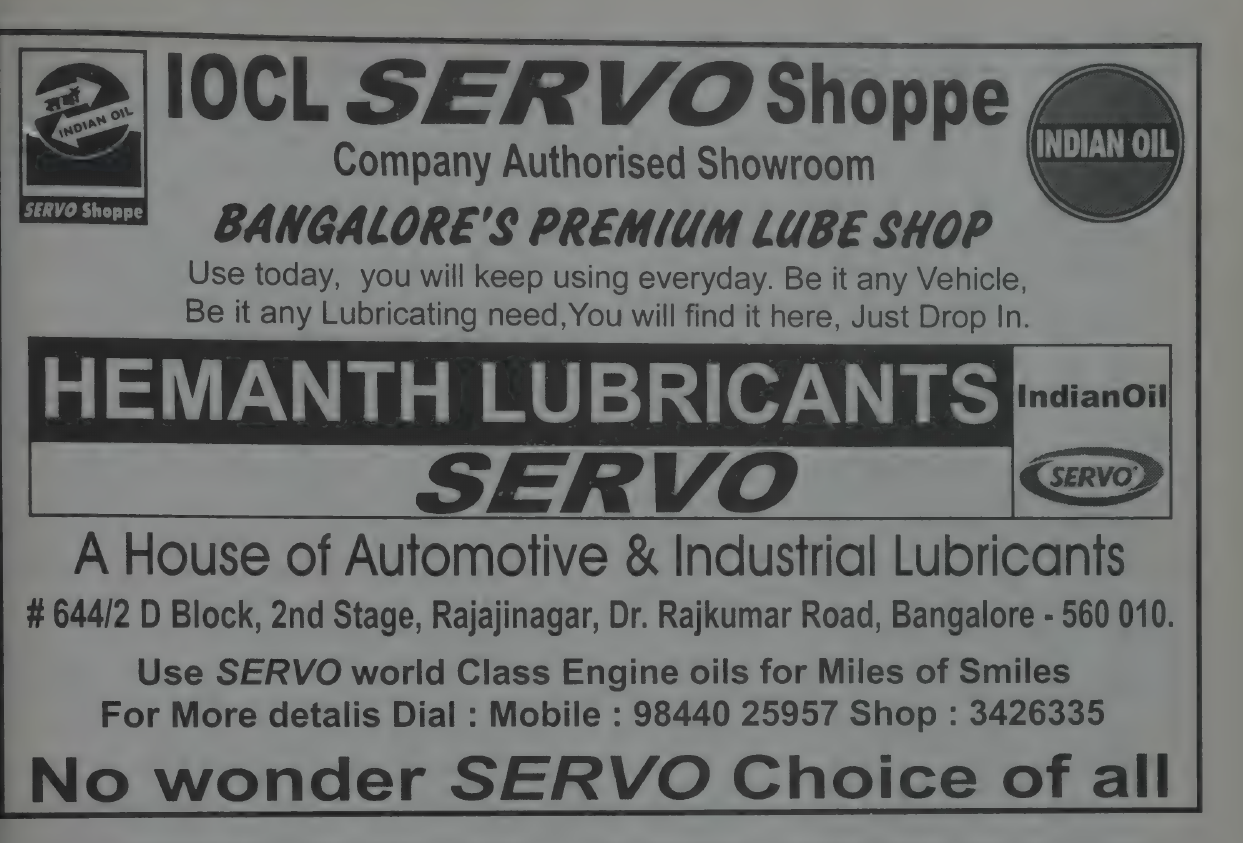 IOCL SERVO Shoppe
Company Authorised Showroom
सर्वो
INDIAN OIL
SERVO Shoppe
INDIAN OIL
BANGALORE'S PREMIUM LUBE SHOP
Use today, you will keep using everyday. Be it any Vehicle,
Be it any Lubricating need,You will find it here, Just Drop In.
HEMANTH LUBRICANTS
IndianOil
SERVO
SERVO
A House of Automotive & Industrial Lubricants
# 644/2 D Block, 2nd Stage, Rajajinagar, Dr. Rajkumar Road, Bangalore - 560 010.
Use SERVO world Class Engine oils for Miles of Smiles
For More detalis Dial : Mobile : 98440 25957 Shop : 3426335
No wonder SERVO Choice of all